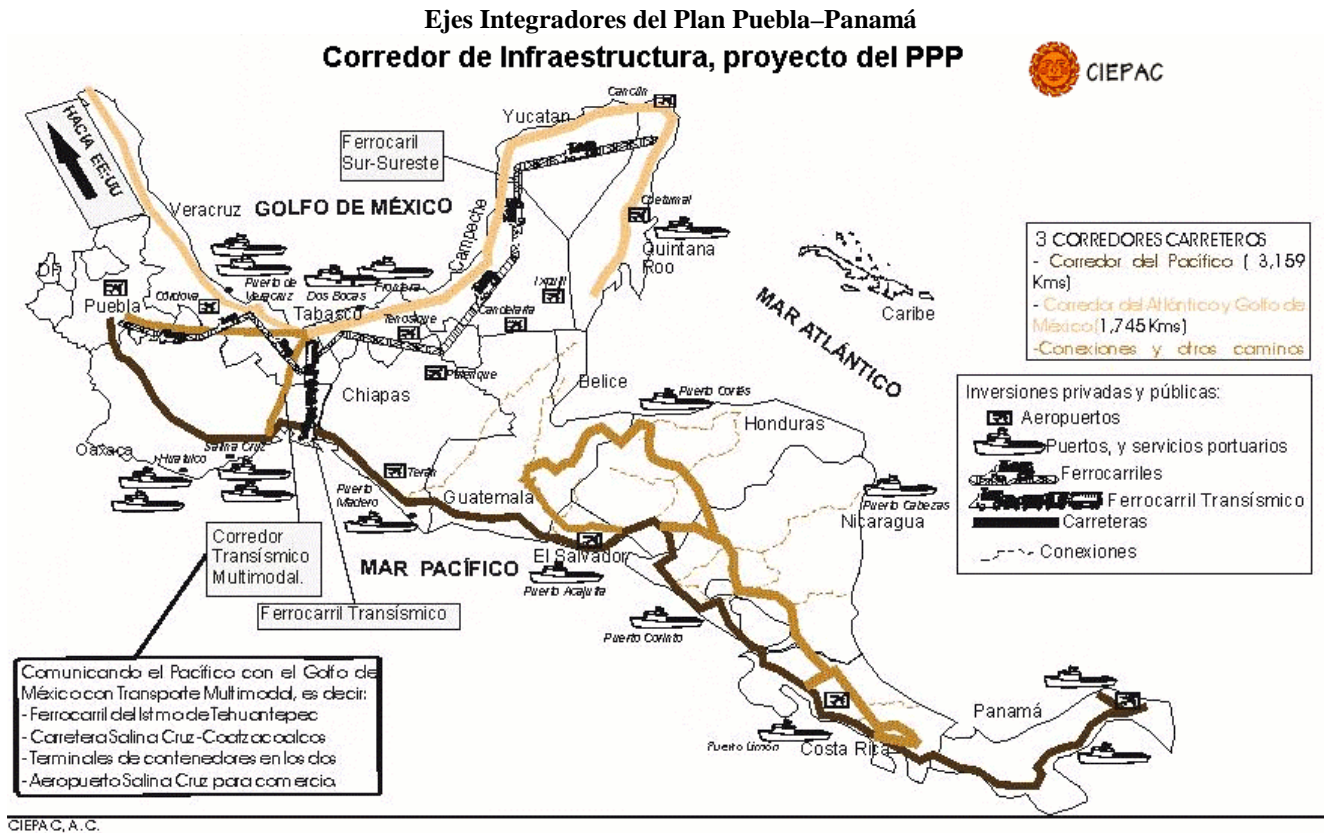 Ejes Integradores del Plan Puebla–Panamá
Corredor de Infraestructura, proyecto del PPP
CIEPAC
HACIA EE:UU
Cancún
Yucatan
Ferrocaril
Sur-Sureste
Veracruz
GOLFO DE MÉXICO
Campeche
Chetumal
Quintana
Roo
DF
Puebla
Córdova
Puerto de
Veracruz
Dos Bocas
Frontera
Tabasco
Tenosique
Candelaria
Ixpujil
Palenque
Caribe
MAR ATLÁNTICO
3 CORREDORES CARRETEROS
- Corredor del Pacífico ( 3,159
Kms)
- Corredor del Atlántico y Golfo de
México(1,745 Kms)
-Conexiones y otros caminos
Chiapas
Belice
Puerto Cortés
Honduras
Oaxaca
Huatulco
Salina Cruz
Terán
Puerto
Madero
Guatemala
Puerto Cabezas
Nicaragua
Inversiones privadas y públicas:
Aeropuertos
Puertos, y servicios portuarios
Ferrocarriles
Ferrocarril Transísmico
Carreteras
Conexiones
Corredor
Transísmico
Multimodal.
MAR PACÍFICO
El Salvador
Puerto Acajutla
Ferrocarril Transísmico
Puerto Corinto
Puerto Limón
Costa Rica
Panamá
Comunicando el Pacífico con el Golfo de
México con Transporte Multimodal, es decir:
- Ferrocarril del Istmo de Tehuantepec
- Carretera Salina Cruz-Coatzacoalcos
- Terminales de contenedores en los dos
- Aeropuerto Salina Cruz para comercio.
CIEPAC, A.C.